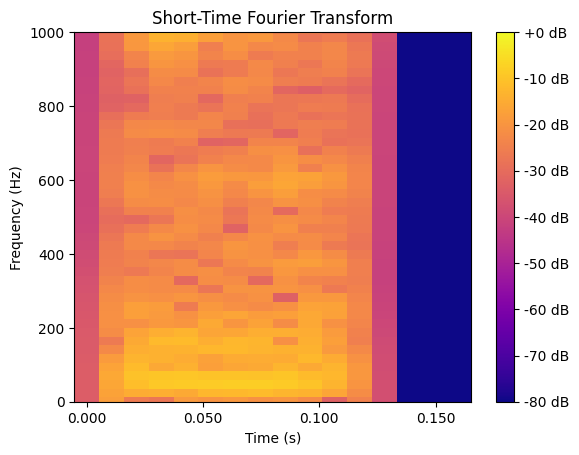 Short-Time Fourier Transform
1000
800
600
400
200
0
Frequency (Hz)
0.000
0.050
0.100
0.150
Time (s)
+0 dB
-10 dB
-20 dB
-30 dB
-40 dB
-50 dB
-60 dB
-70 dB
-80 dB